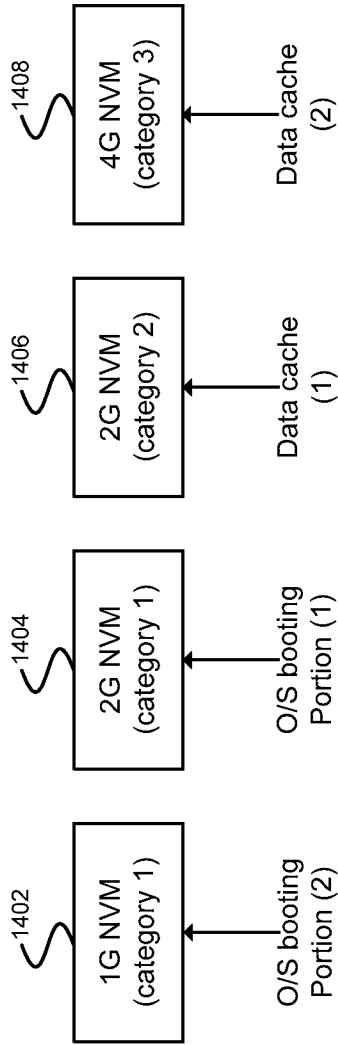 1402
1G NVM
(category 1)
O/S booting
Portion (2)
1404
2G NVM
(category 1)
O/S booting
Portion (1)
1406
2G NVM
(category 2)
Data cache
(1)
1408
4G NVM
(category 3)
Data cache
(2)